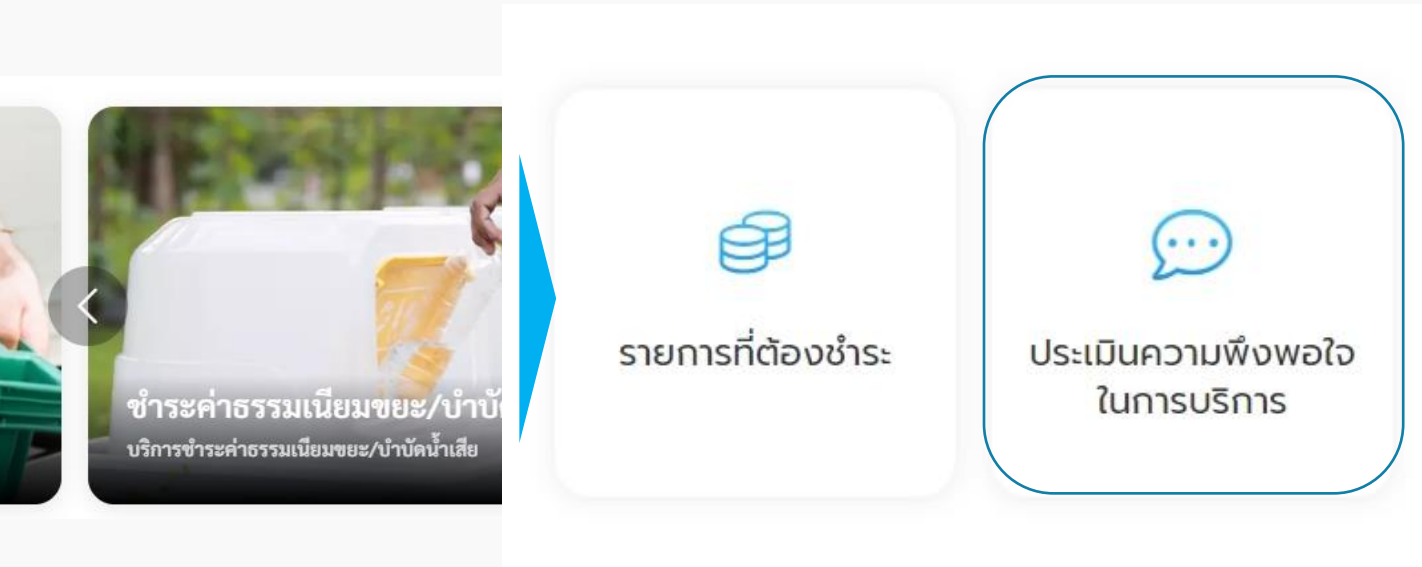 ชำระค่าธรรมเนียมขยะ/บำบั
บริการชำระค่าธรรมเนียมขยะ/บำบัดน้ำเสีย
รายการที่ต้องชำระ
ประเมินความพึงพอใจ
ในการบริการ